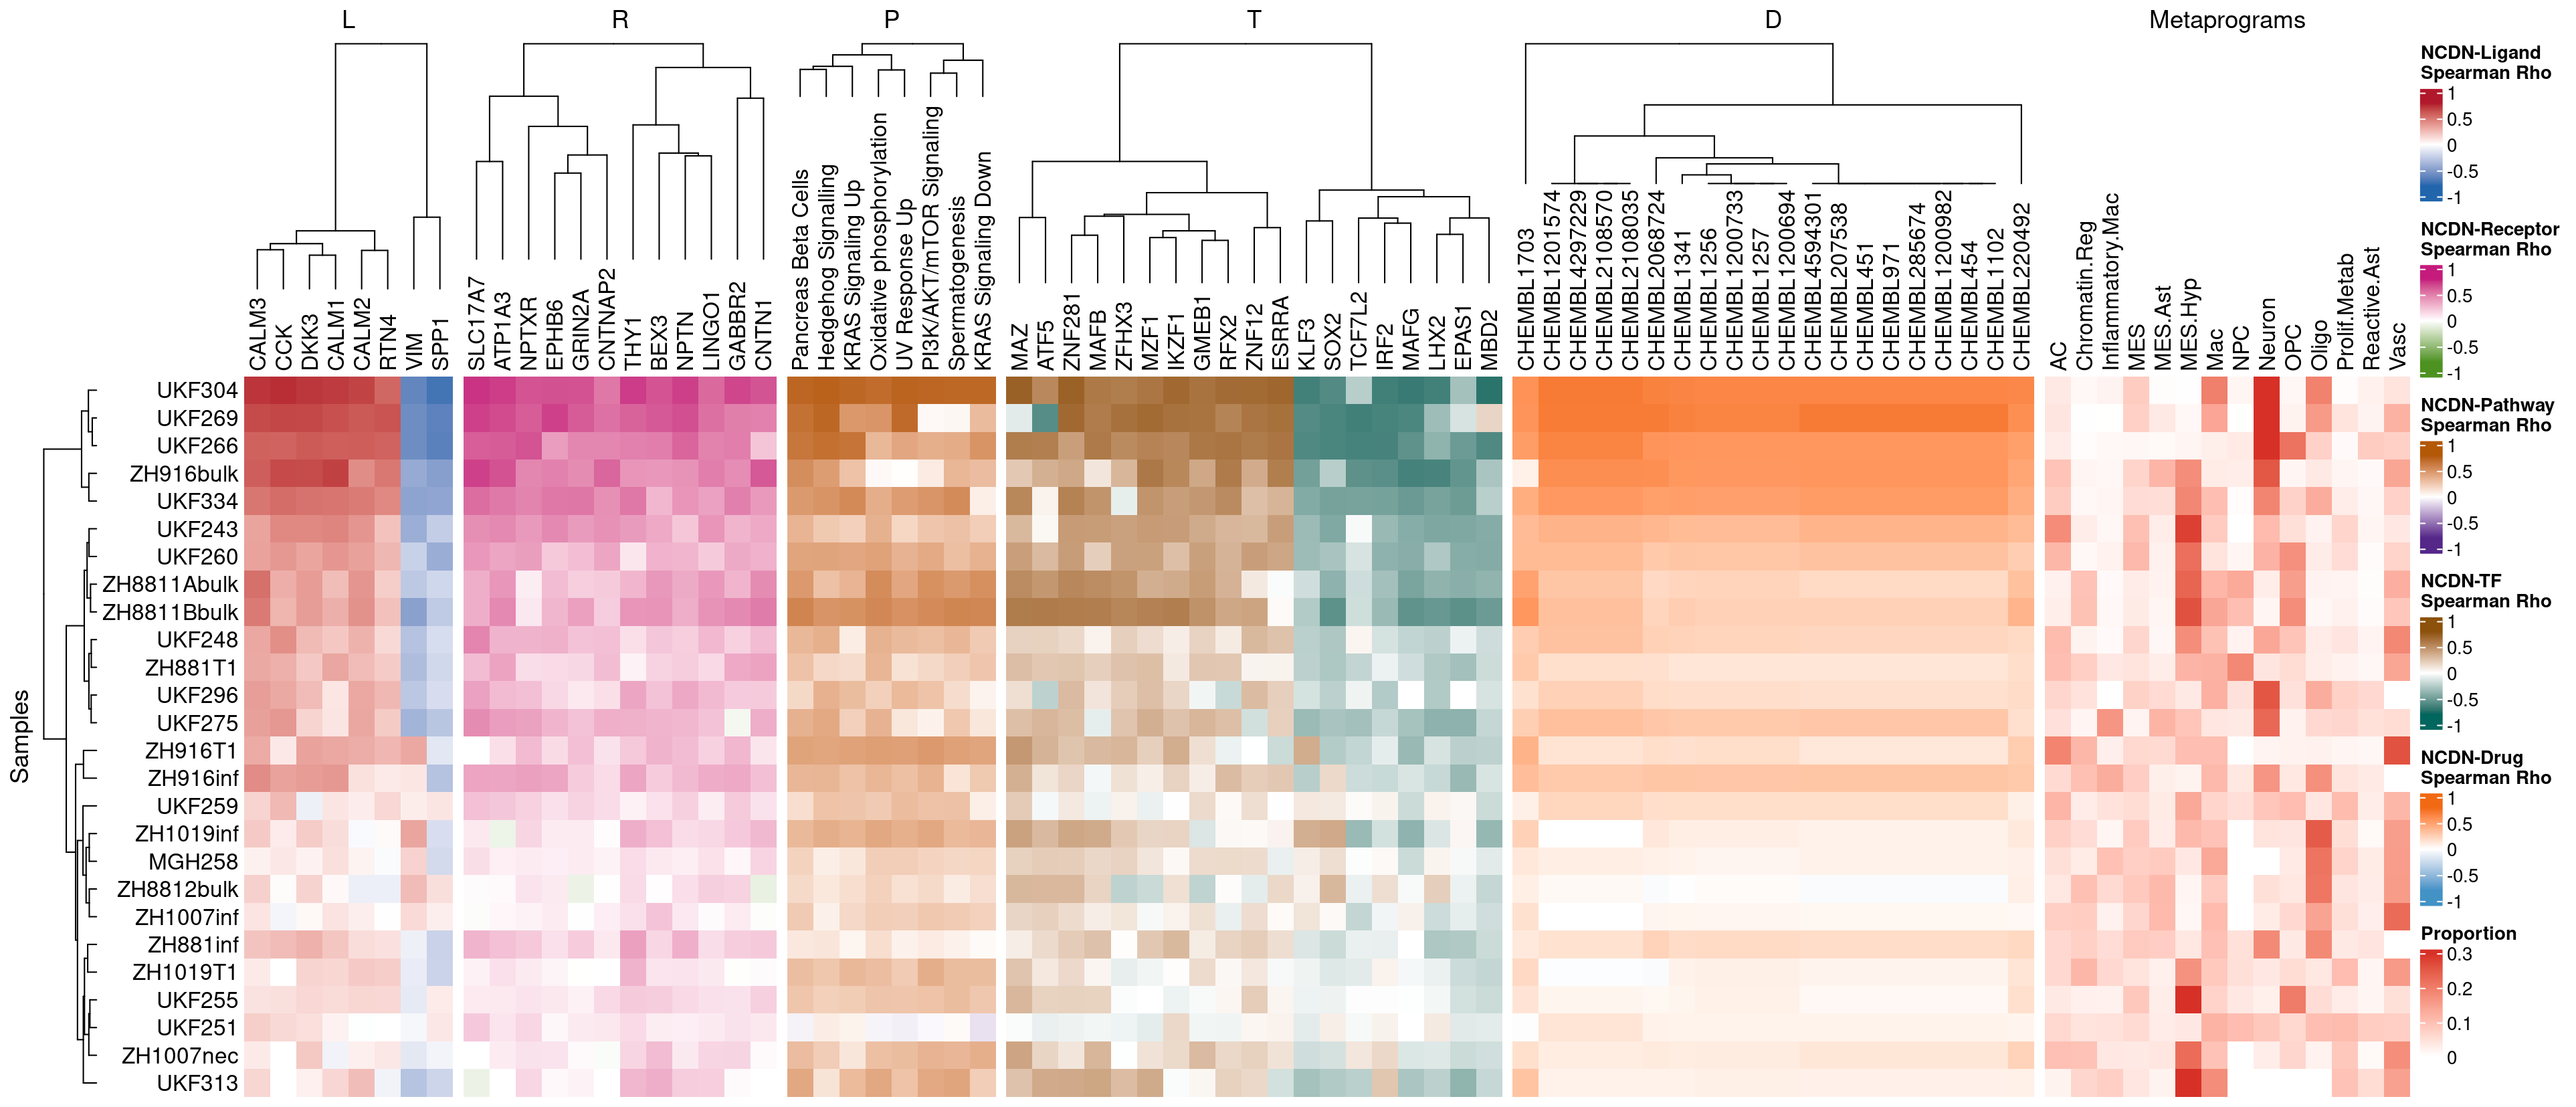 L
R
P
T
D
Metaprograms
CALM3
CCK
DKK3
CALM1
CALM2
RTN4
VIM
SPP1
SLC17A7
ATP1A3
NPTXR
EPHB6
GRIN2A
CNTNAP2
THY1
BEX3
NPTN
LINGO1
GABBR2
CNTN1
Pancreas Beta Cells
Hedgehog Signalling
KRAS Signaling Up
Oxidative phosphorylation
UV Response Up
PI3K/AKT/mTOR Signaling
Spermatogenesis
KRAS Signaling Down
MAZ
ATF5
ZNF281
MAFB
ZFHX3
MZF1
IKZF1
GMEB1
RFX2
ZNF12
ESRRA
KLF3
SOX2
TCF7L2
IRF2
MAFG
LHX2
EPAS1
MBD2
CHEMBL1703
CHEMBL1201574
CHEMBL4297229
CHEMBL2108570
CHEMBL2108035
CHEMBL2068724
CHEMBL1341
CHEMBL1256
CHEMBL1200733
CHEMBL1257
CHEMBL1200694
CHEMBL4594301
CHEMBL2075538
CHEMBL451
CHEMBL971
CHEMBL285674
CHEMBL1200982
CHEMBL454
CHEMBL1102
CHEMBL220492
AC
Chromatin.Reg
Inflammatory.Mac
MES
MES.Ast
MES.Hyp
Mac
NPC
Neuron
OPC
Oligo
Prolif.Metab
Reactive.Ast
Vasc
Samples
UKF304
UKF269
UKF266
ZH916bulk
UKF334
UKF243
UKF260
ZH8811Abulk
ZH8811Bbulk
UKF248
ZH881T1
UKF296
UKF275
ZH916T1
ZH916inf
UKF259
ZH1019inf
MGH258
ZH8812bulk
ZH1007inf
ZH881inf
ZH1019T1
UKF255
UKF251
ZH1007nec
UKF313
NCDN-Ligand
Spearman Rho
1
0.5
0
-0.5
-1
NCDN-Receptor
Spearman Rho
1
0.5
0
-0.5
-1
NCDN-Pathway
Spearman Rho
1
0.5
0
-0.5
-1
NCDN-TF
Spearman Rho
1
0.5
0
-0.5
-1
NCDN-Drug
Spearman Rho
1
0.5
0
-0.5
-1
Proportion
0.3
0.2
0.1
0